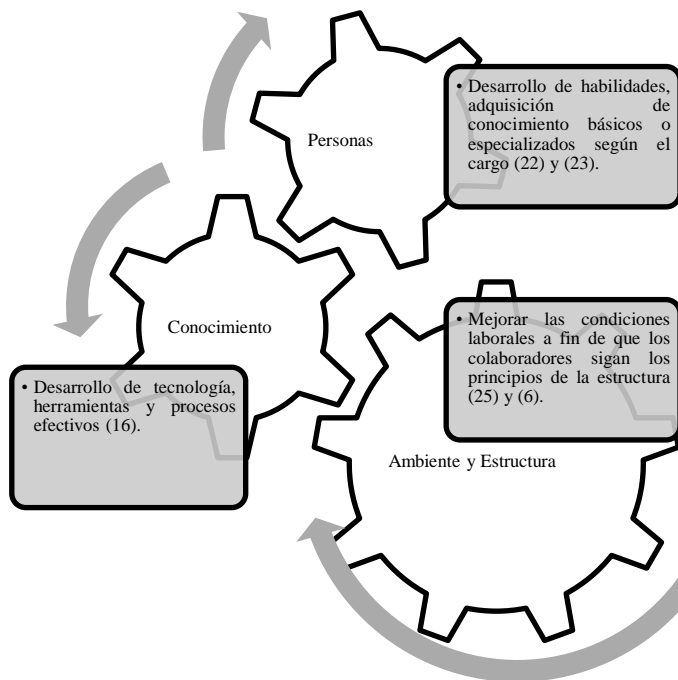 Personas
• Desarrollo de habilidades,
adquisición de
conocimiento básicos o
especializados según el
cargo (22) y (23).
Conocimiento
• Desarrollo de tecnología,
herramientas y procesos
efectivos (16).
• Mejorar las condiciones
laborales a fin de que los
colaboradores sigan los
principios de la estructura
(25) y (6).
Ambiente y Estructura